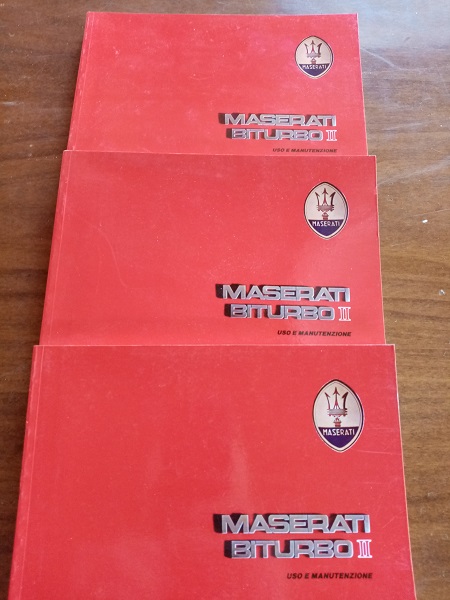 MASERATI
MASERATI
BITURBO II
USO E MANUTENZIONE
MASERATI
MASERATI
BITURBO II
USO E MANUTENZIONE
MASERATI
MASERATI
BITURBO II
USO E MANUTENZIONE